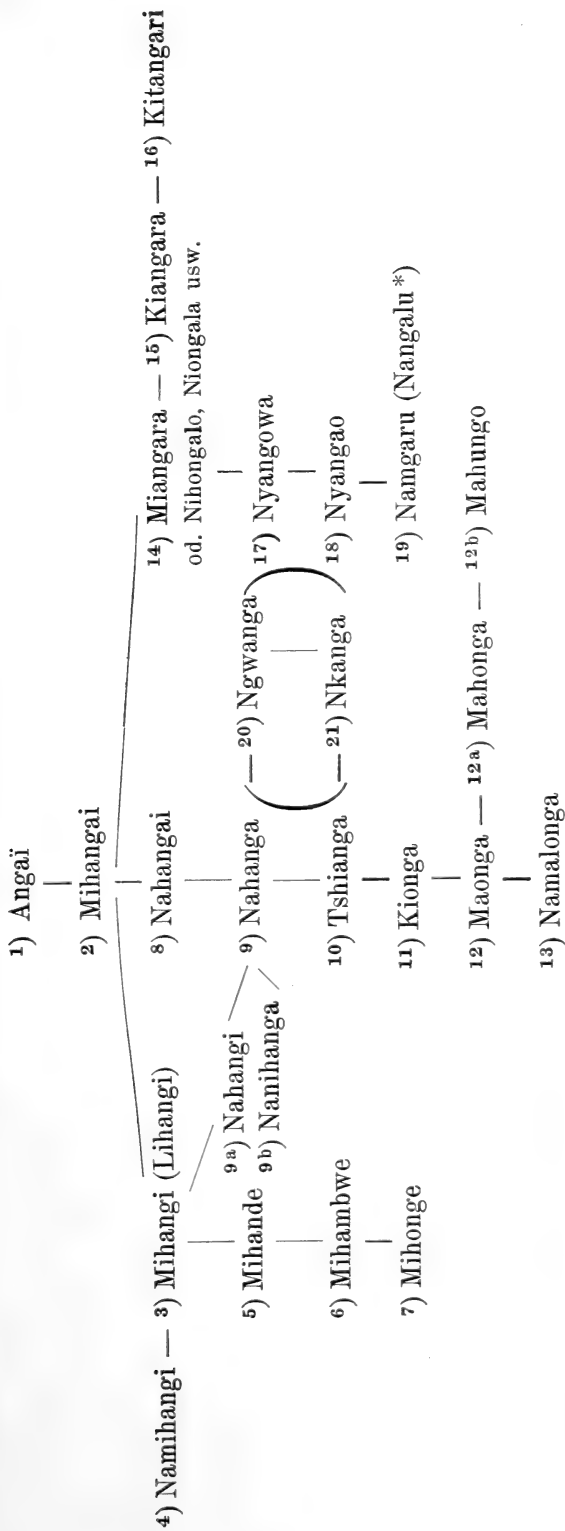 1) Angaï
2) Mihangai
4) Namihangi — 3) Mihangi (Lihangi)
8) Nahangai
14) Miangara — 15) Kiangara — 16) Kitangari
od. Nihongalo, Niongala usw.
9a) Nahangi
9b) Nanihanga
5) Mihande
9) Nahanga (— 20) Ngwanga)
17) Nyangowa
6) Mihambwe
10) Tshianga (— 21) Nkanga)
18) Nyangao
7) Mihonge
11) Kionga
19) Namgaru (Nangalu*)
12) Maonga — 12a) Mahonga — 12b) Mahungo
13) Namalonga